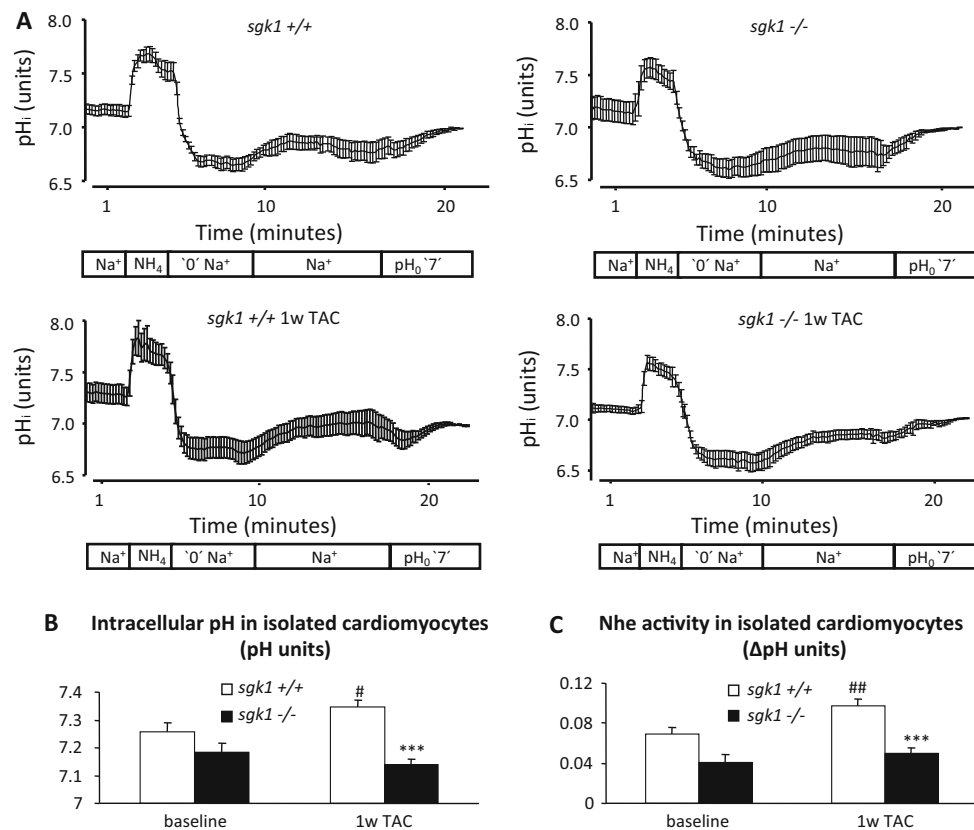 A
sgk1 +/+
8.0
7.5
7.0
6.5
pHi (units)
1
10
20
Time (minutes)
Na⁺
NH₄
`0´ Na⁺
Na⁺
pH₀ `7´
sgk1 -/-
8.0
7.5
7.0
6.5
pHi (units)
1
10
20
Time (minutes)
Na⁺
NH₄
`0´ Na⁺
Na⁺
pH₀ `7´
sgk1 +/+ 1w TAC
8.0
7.5
7.0
6.5
pHi (units)
1
10
20
Time (minutes)
Na⁺
NH₄
`0´ Na⁺
Na⁺
pH₀ `7´
sgk1 -/- 1w TAC
8.0
7.5
7.0
6.5
pHi (units)
1
10
20
Time (minutes)
Na⁺
NH₄
`0´ Na⁺
Na⁺
pH₀ `7´
B Intracellular pH in isolated cardiomyocytes
(pH units)
7.4
7.3
7.2
7.1
7
sgk1 +/+
sgk1 -/-
#
***
baseline
1w TAC
C Nhe activity in isolated cardiomyocytes
(ΔpH units)
0.12
0.08
0.04
0
sgk1 +/+
sgk1 -/-
##
***
baseline
1w TAC